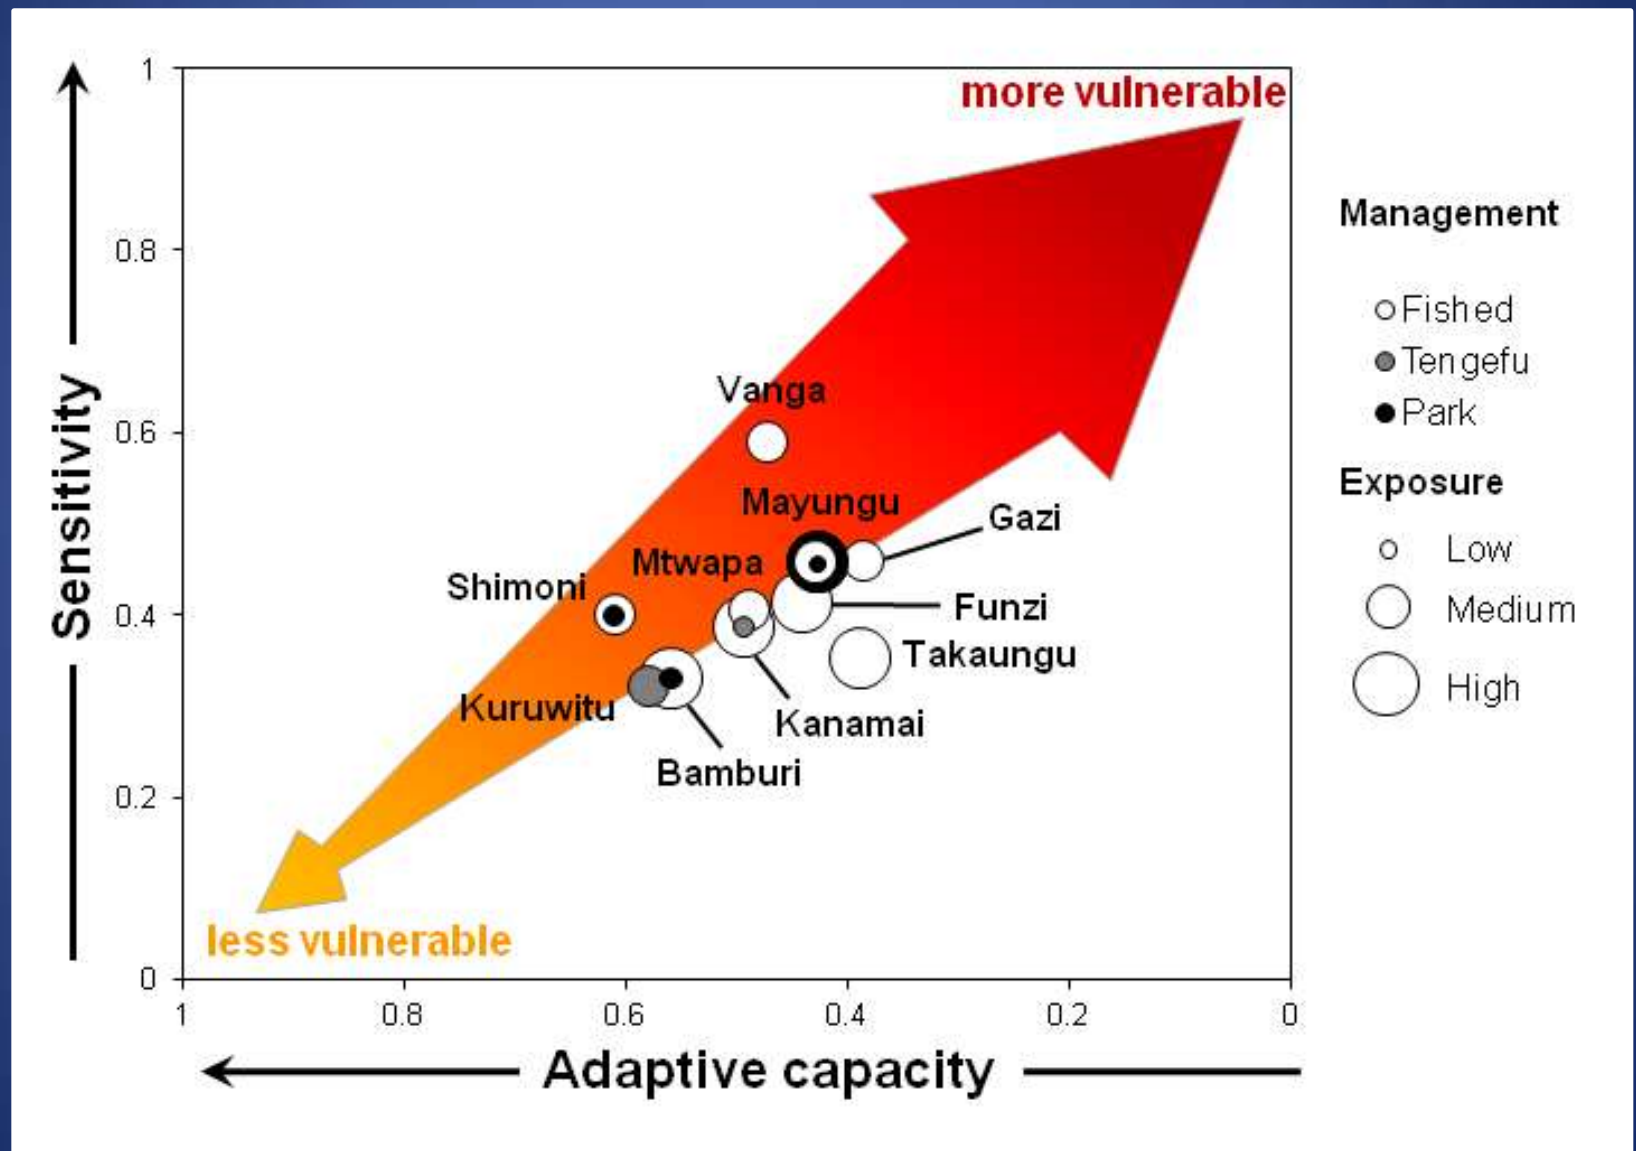 1
more vulnerable
Management
0.8
Fished
Tengefu
Park
Vanga
0.6
Exposure
Mayungu
Gazi
Sensitivity
Mtwapa
Low
Shimoni
0.4
Funzi
Medium
Takaungu
High
Kuruwitu
Kanamai
Bamburi
0.2
less vulnerable
0
1 0.8 0.6 0.4 0.2 0
Adaptive capacity